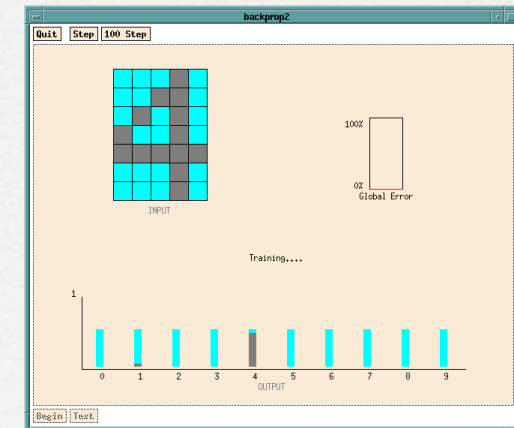 backprop2
Quit Step 100 Step
100%
0%
Global Error
INPUT
Training....
1
0 1 2 3 4 5 6 7 8 9
OUTPUT
Begin Test